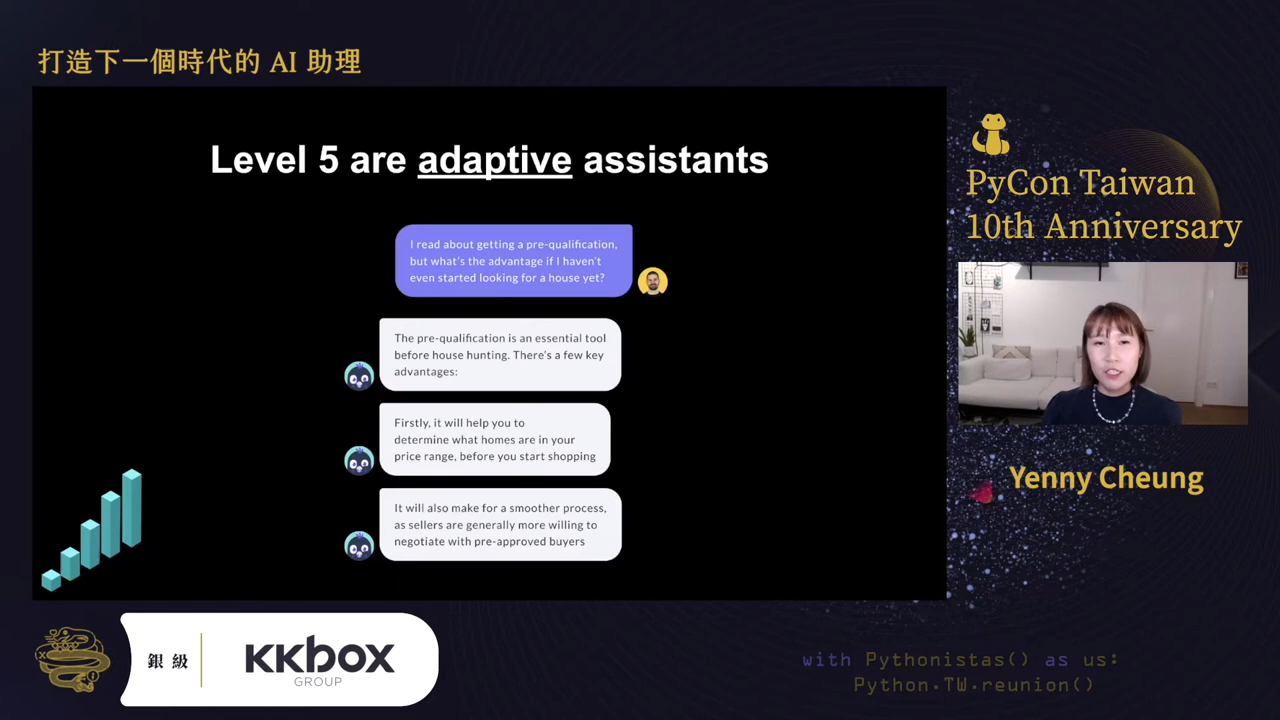 打造下一個時代的 AI 助理
Level 5 are adaptive assistants
I read about getting a pre-qualification,
but what's the advantage if I haven't
even started looking for a house yet?
The pre-qualification is an essential tool
before house hunting. There's a few key
advantages:
Firstly, it will help you to
determine what homes are in your
price range, before you start shopping
It will also make for a smoother process,
as sellers are generally more willing to
negotiate with pre-approved buyers
PyCon Taiwan
10th Anniversary
Yenny Cheung
銀級
KKBOX
GROUP
with Pythonistas() as us:
Python.TW.reunion()